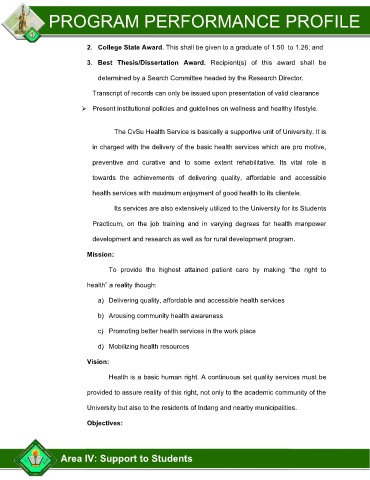 PROGRAM PERFORMANCE PROFILE
2. College State Award. This shall be given to a graduate of 1.50 to 1.26; and
3. Best Thesis/Dissertation Award. Recipient(s) of this award shall be
determined by a Search Committee headed by the Research Director.
Transcript of records can only be issued upon presentation of valid clearance
➢ Present institutional policies and guidelines on wellness and healthy lifestyle.
The CvSu Health Service is basically a supportive unit of University. It is
in charged with the delivery of the basic health services which are pro motive,
preventive and curative and to some extent rehabilitative. Its vital role is
towards the achievements of delivering quality, affordable and accessible
health services with maximum enjoyment of good health to its clientele.
Its services are also extensively utilized to the University for its Students
Practicum, on the job training and in varying degrees for health manpower
development and research as well as for rural development program.
Mission:
To provide the highest attained patient care by making “the right to
health” a reality though:
a) Delivering quality, affordable and accessible health services
b) Arousing community health awareness
c) Promoting better health services in the work place
d) Mobilizing health resources
Vision:
Health is a basic human right. A continuous set quality services must be
provided to assure reality of this right, not only to the academic community of the
University but also to the residents of Indang and nearby municipalities.
Objectives:
Area IV: Support to Students